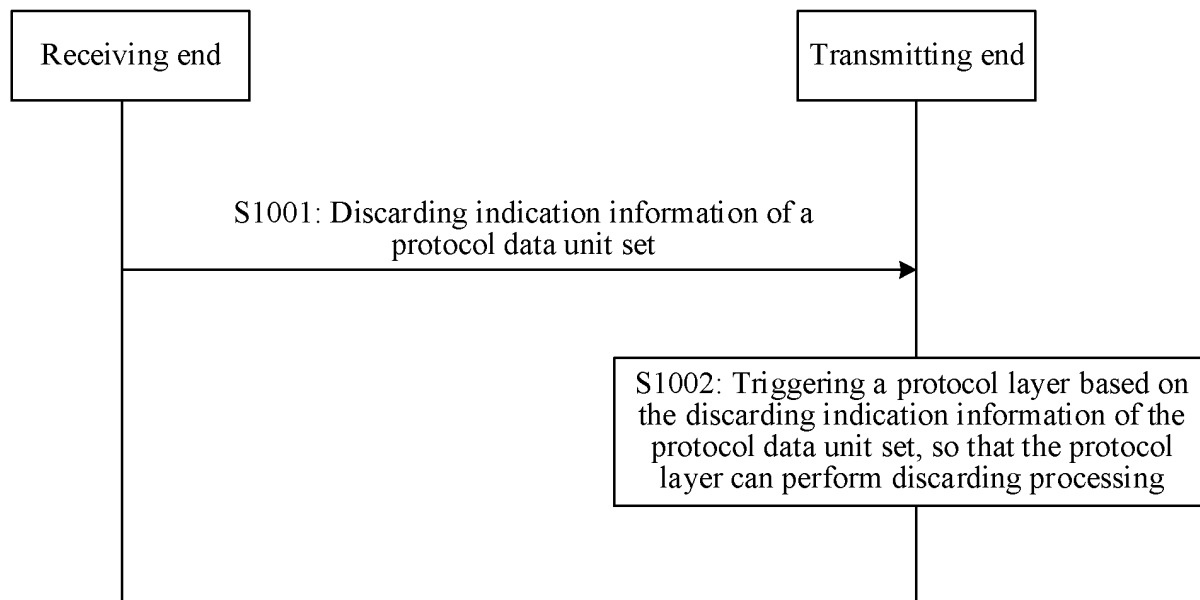 Receiving end
Transmitting end
S1001: Discarding indication information of a
protocol data unit set
S1002: Triggering a protocol layer based on
the discarding indication information of the
protocol data unit set, so that the protocol
layer can perform discarding processing